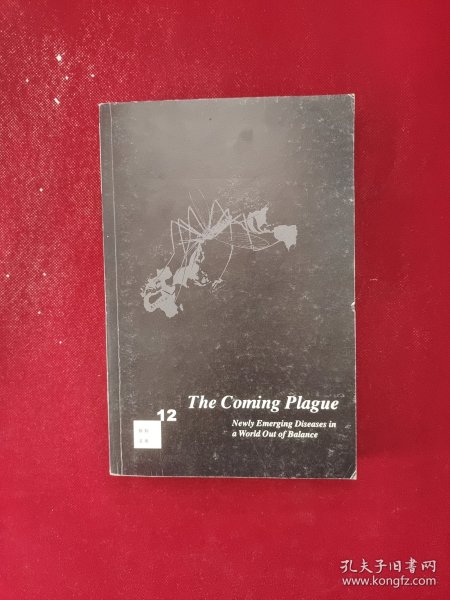 The Coming Plague
12
Newly Emerging Diseases in
a World Out of Balance
孔夫子旧书网
www.kongfz.com